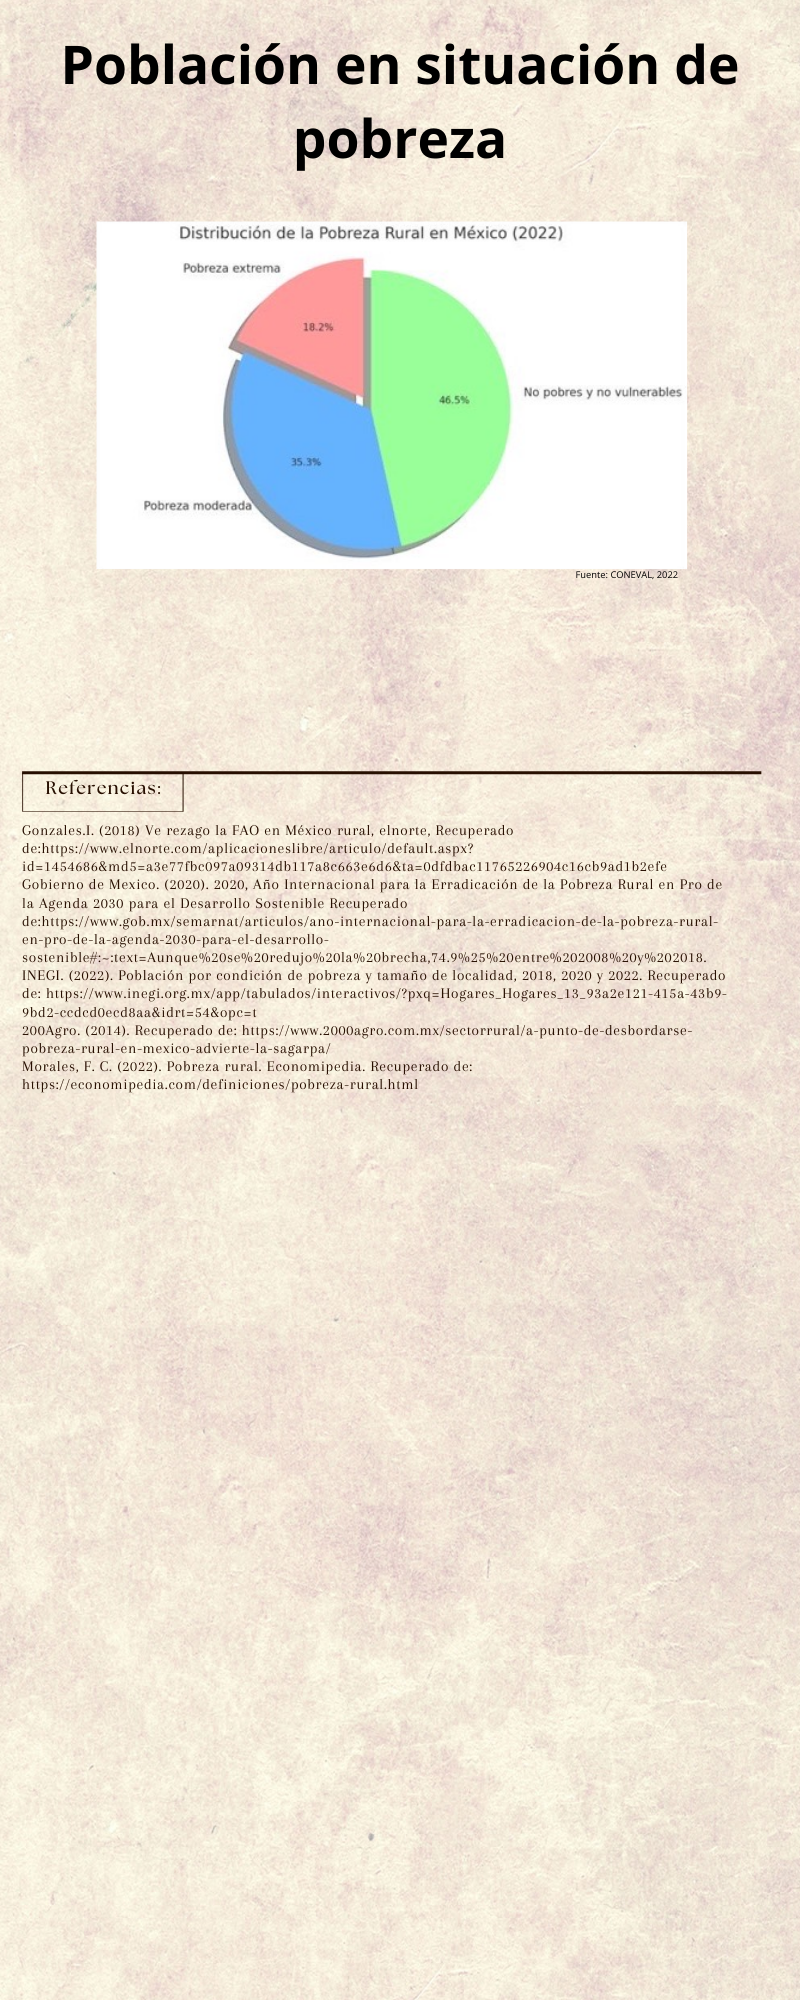 Población en situación de
pobreza
Distribución de la Pobreza Rural en México (2022)
Pobreza extrema
18.2%
46.5%
No pobres y no vulnerables
35.3%
Pobreza moderada
Fuente: CONEVAL, 2022
Referencias:
Gonzales.I. (2018) Ve rezago la FAO en México rural, elnorte, Recuperado
de:https://www.elnorte.com/aplicacioneslibre/articulo/default.aspx?
id=1454686&md5=a3e77fbc097a09314db117a8c663e6d6&ta=0dfdbac11765226904c16cb9ad1b2efe
Gobierno de Mexico. (2020). 2020, Año Internacional para la Erradicación de la Pobreza Rural en Pro de
la Agenda 2030 para el Desarrollo Sostenible Recuperado
de:https://www.gob.mx/semarnat/articulos/ano-internacional-para-la-erradicacion-de-la-pobreza-rural-
en-pro-de-la-agenda-2030-para-el-desarrollo-
sostenible#:~:text=Aunque%20se%20redujo%20la%20brecha,74.9%25%20entre%202008%20y%202018.
INEGI. (2022). Población por condición de pobreza y tamaño de localidad, 2018, 2020 y 2022. Recuperado
de: https://www.inegi.org.mx/app/tabulados/interactivos/?pxq=Hogares_Hogares_13_93a2e121-415a-43b9-
9bd2-ccdcd0ecd8aa&idrt=54&opc=t
200Agro. (2014). Recuperado de: https://www.2000agro.com.mx/sectorrural/a-punto-de-desbordarse-
pobreza-rural-en-mexico-advierte-la-sagarpa/
Morales, F. C. (2022). Pobreza rural. Economipedia. Recuperado de:
https://economipedia.com/definiciones/pobreza-rural.html